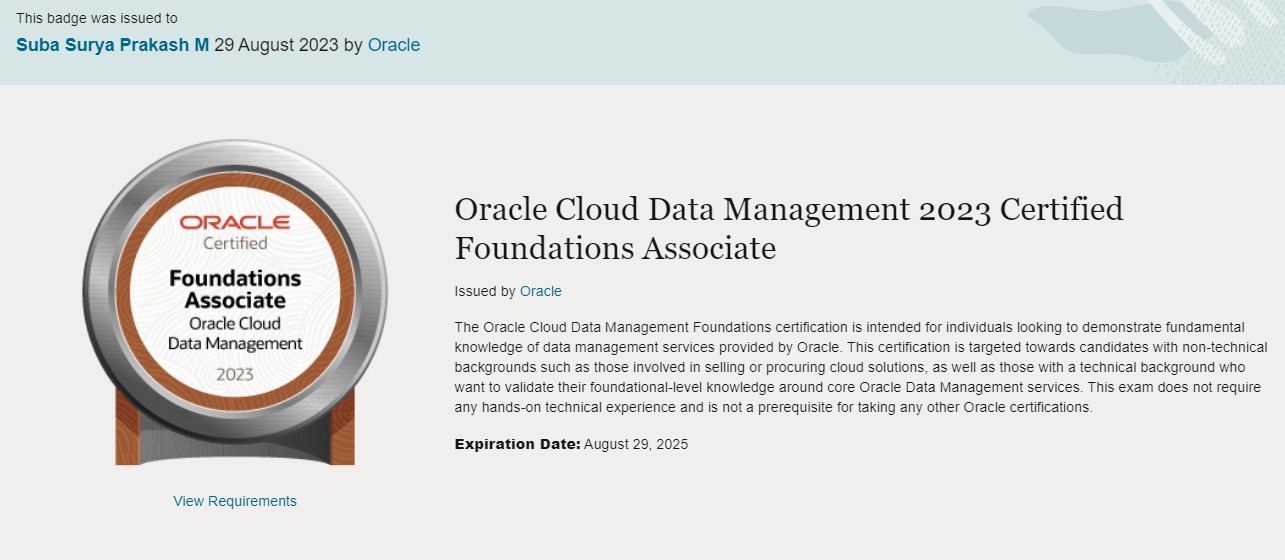 This badge was issued to
Suba Surya Prakash M 29 August 2023 by Oracle
ORACLE
Certified
Foundations
Associate
Oracle Cloud
Data Management
2023
View Requirements
Oracle Cloud Data Management 2023 Certified
Foundations Associate
Issued by Oracle
The Oracle Cloud Data Management Foundations certification is intended for individuals looking to demonstrate fundamental
knowledge of data management services provided by Oracle. This certification is targeted towards candidates with non-technical
backgrounds such as those involved in selling or procuring cloud solutions, as well as those with a technical background who
want to validate their foundational-level knowledge around core Oracle Data Management services. This exam does not require
any hands-on technical experience and is not a prerequisite for taking any other Oracle certifications.
Expiration Date: August 29, 2025